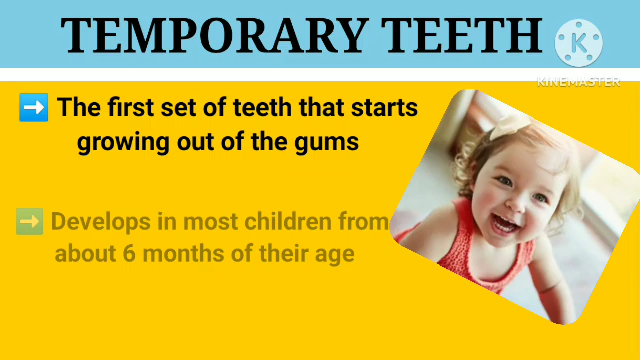 TEMPORARY TEETH
K
KINEMASTER
➡ The first set of teeth that starts
growing out of the gums
➡ Develops in most children from
about 6 months of their age